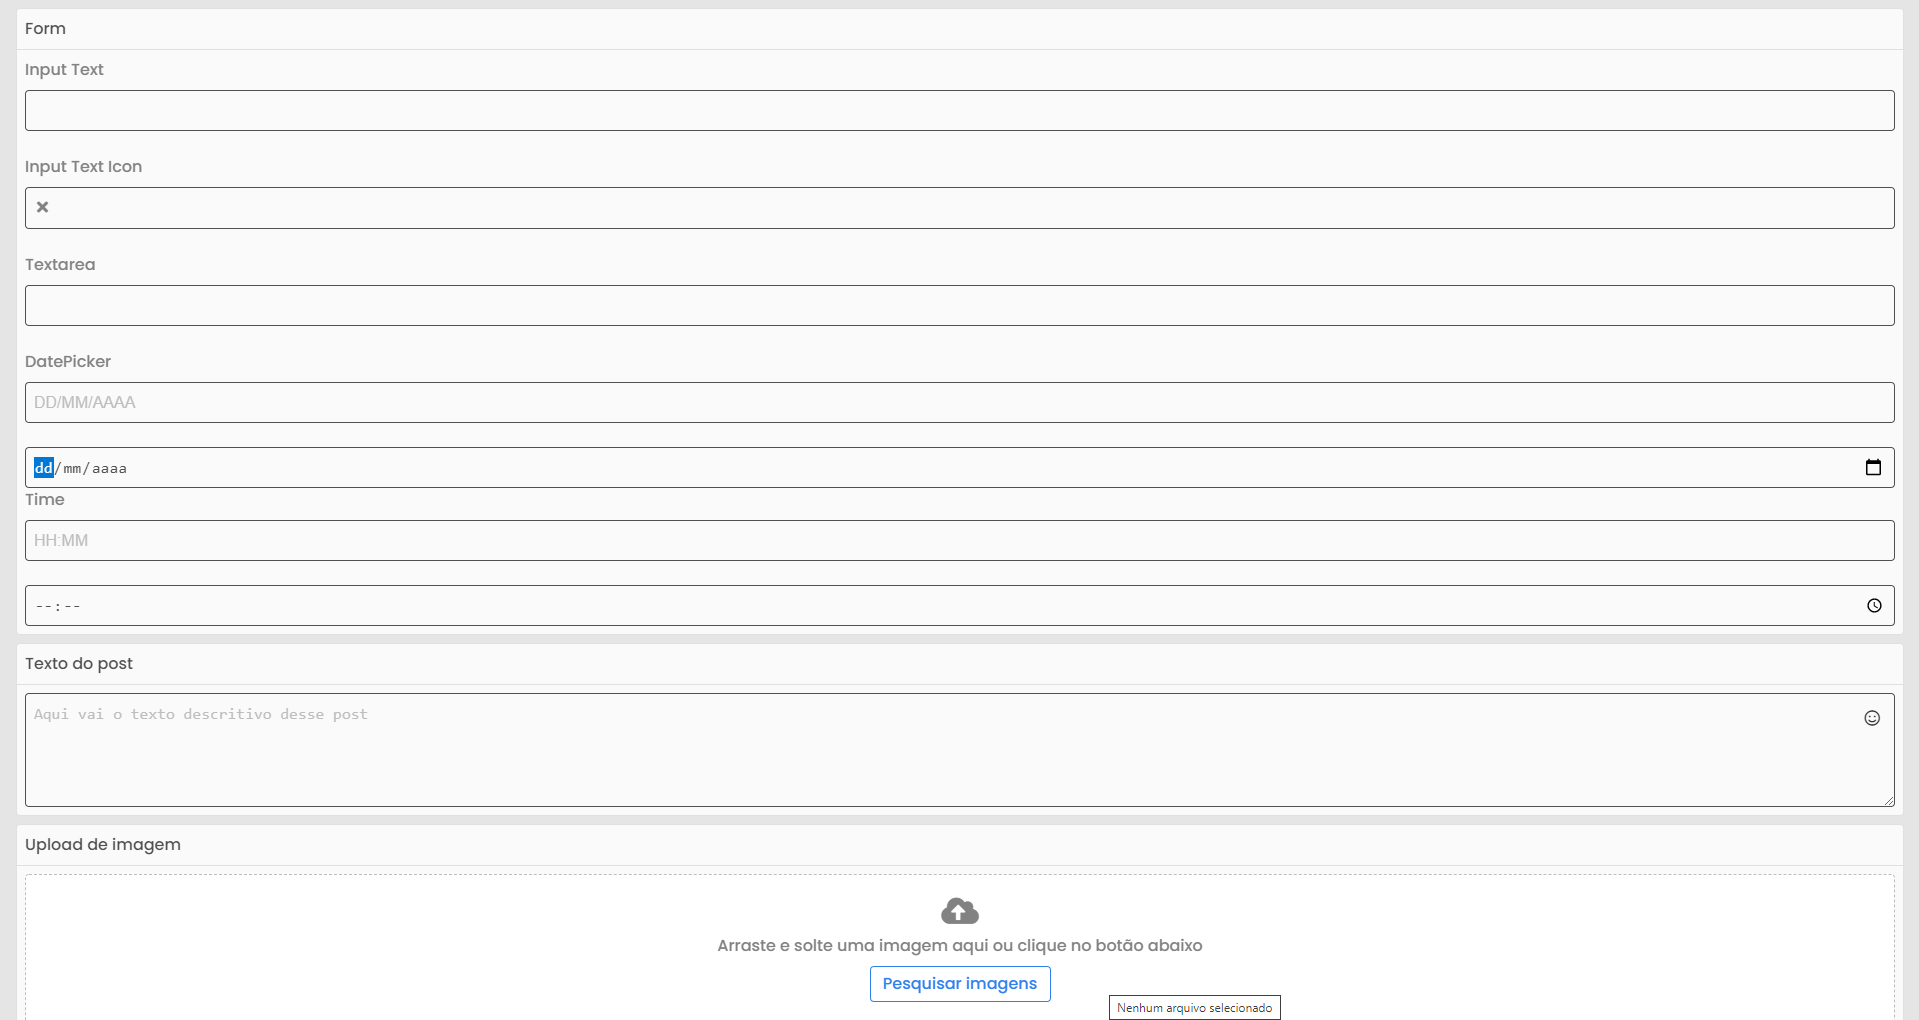 Form
Input Text
Input Text Icon
Textarea
DatePicker
DD/MM/AAAA
dd/mm/aaaa
Time
HH:MM
--:--
Texto do post
Aqui vai o texto descritivo desse post
Upload de imagem
Arraste e solte uma imagem aqui ou clique no botão abaixo
Pesquisar imagens
Nenhum arquivo selecionado